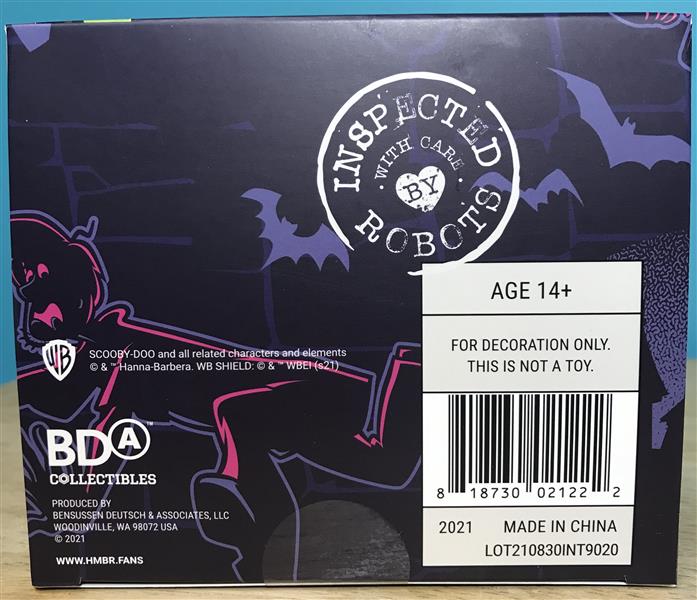 INSPECTED
WITH CARE
BY
ROBOTS
AGE 14+
FOR DECORATION ONLY.
THIS IS NOT A TOY.
WB
SCOOBY-DOO and all related characters and elements
© & ™ Hanna-Barbera. WB SHIELD: © & ™ WBEI (s21)
BDA™
COLLECTIBLES
PRODUCED BY
BENSUSSEN DEUTSCH & ASSOCIATES, LLC
WOODINVILLE, WA 98072 USA
© 2021
WWW.HMBR.FANS
8 18730 02122 2
2021 MADE IN CHINA
LOT210830INT9020